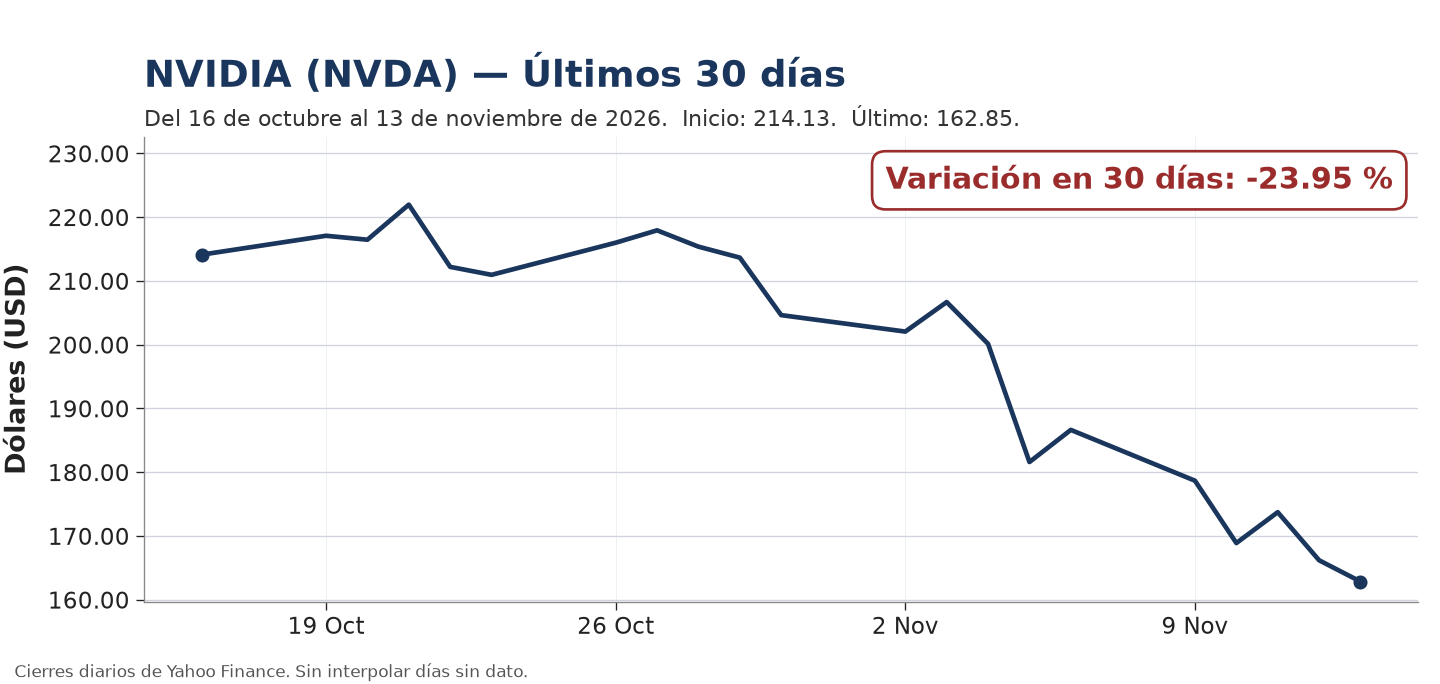 NVIDIA (NVDA) — Últimos 30 días
Del 16 de octubre al 13 de noviembre de 2026.  Inicio: 214.13.  Último: 162.85.
Variación en 30 días: -23.95 %
Dólares (USD)
230.00
220.00
210.00
200.00
190.00
180.00
170.00
160.00
19 Oct
26 Oct
2 Nov
9 Nov
Cierres diarios de Yahoo Finance. Sin interpolar días sin dato.